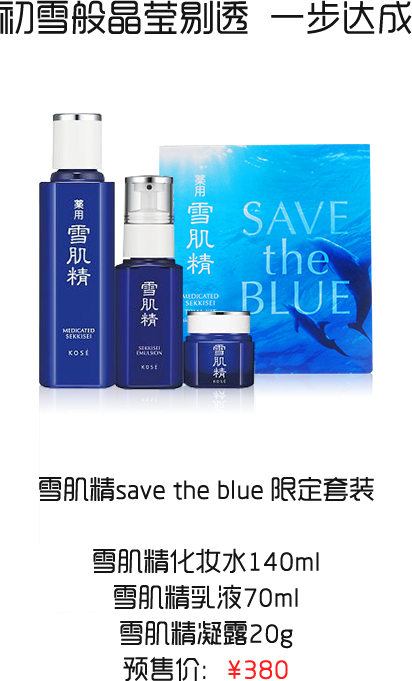 初雪般晶莹剔透 一步达成
薬用
雪肌精
MEDICATED
SEKKISEI
KOSÉ
雪肌精
SEKKISEI
EMULSION
KOSÉ
薬用
雪肌精
MEDICATED
SEKKISEI
SAVE
the
BLUE
雪肌精
KOSÉ
雪肌精save the blue 限定套装
雪肌精化妆水140ml
雪肌精乳液70ml
雪肌精凝露20g
预售价: ¥380